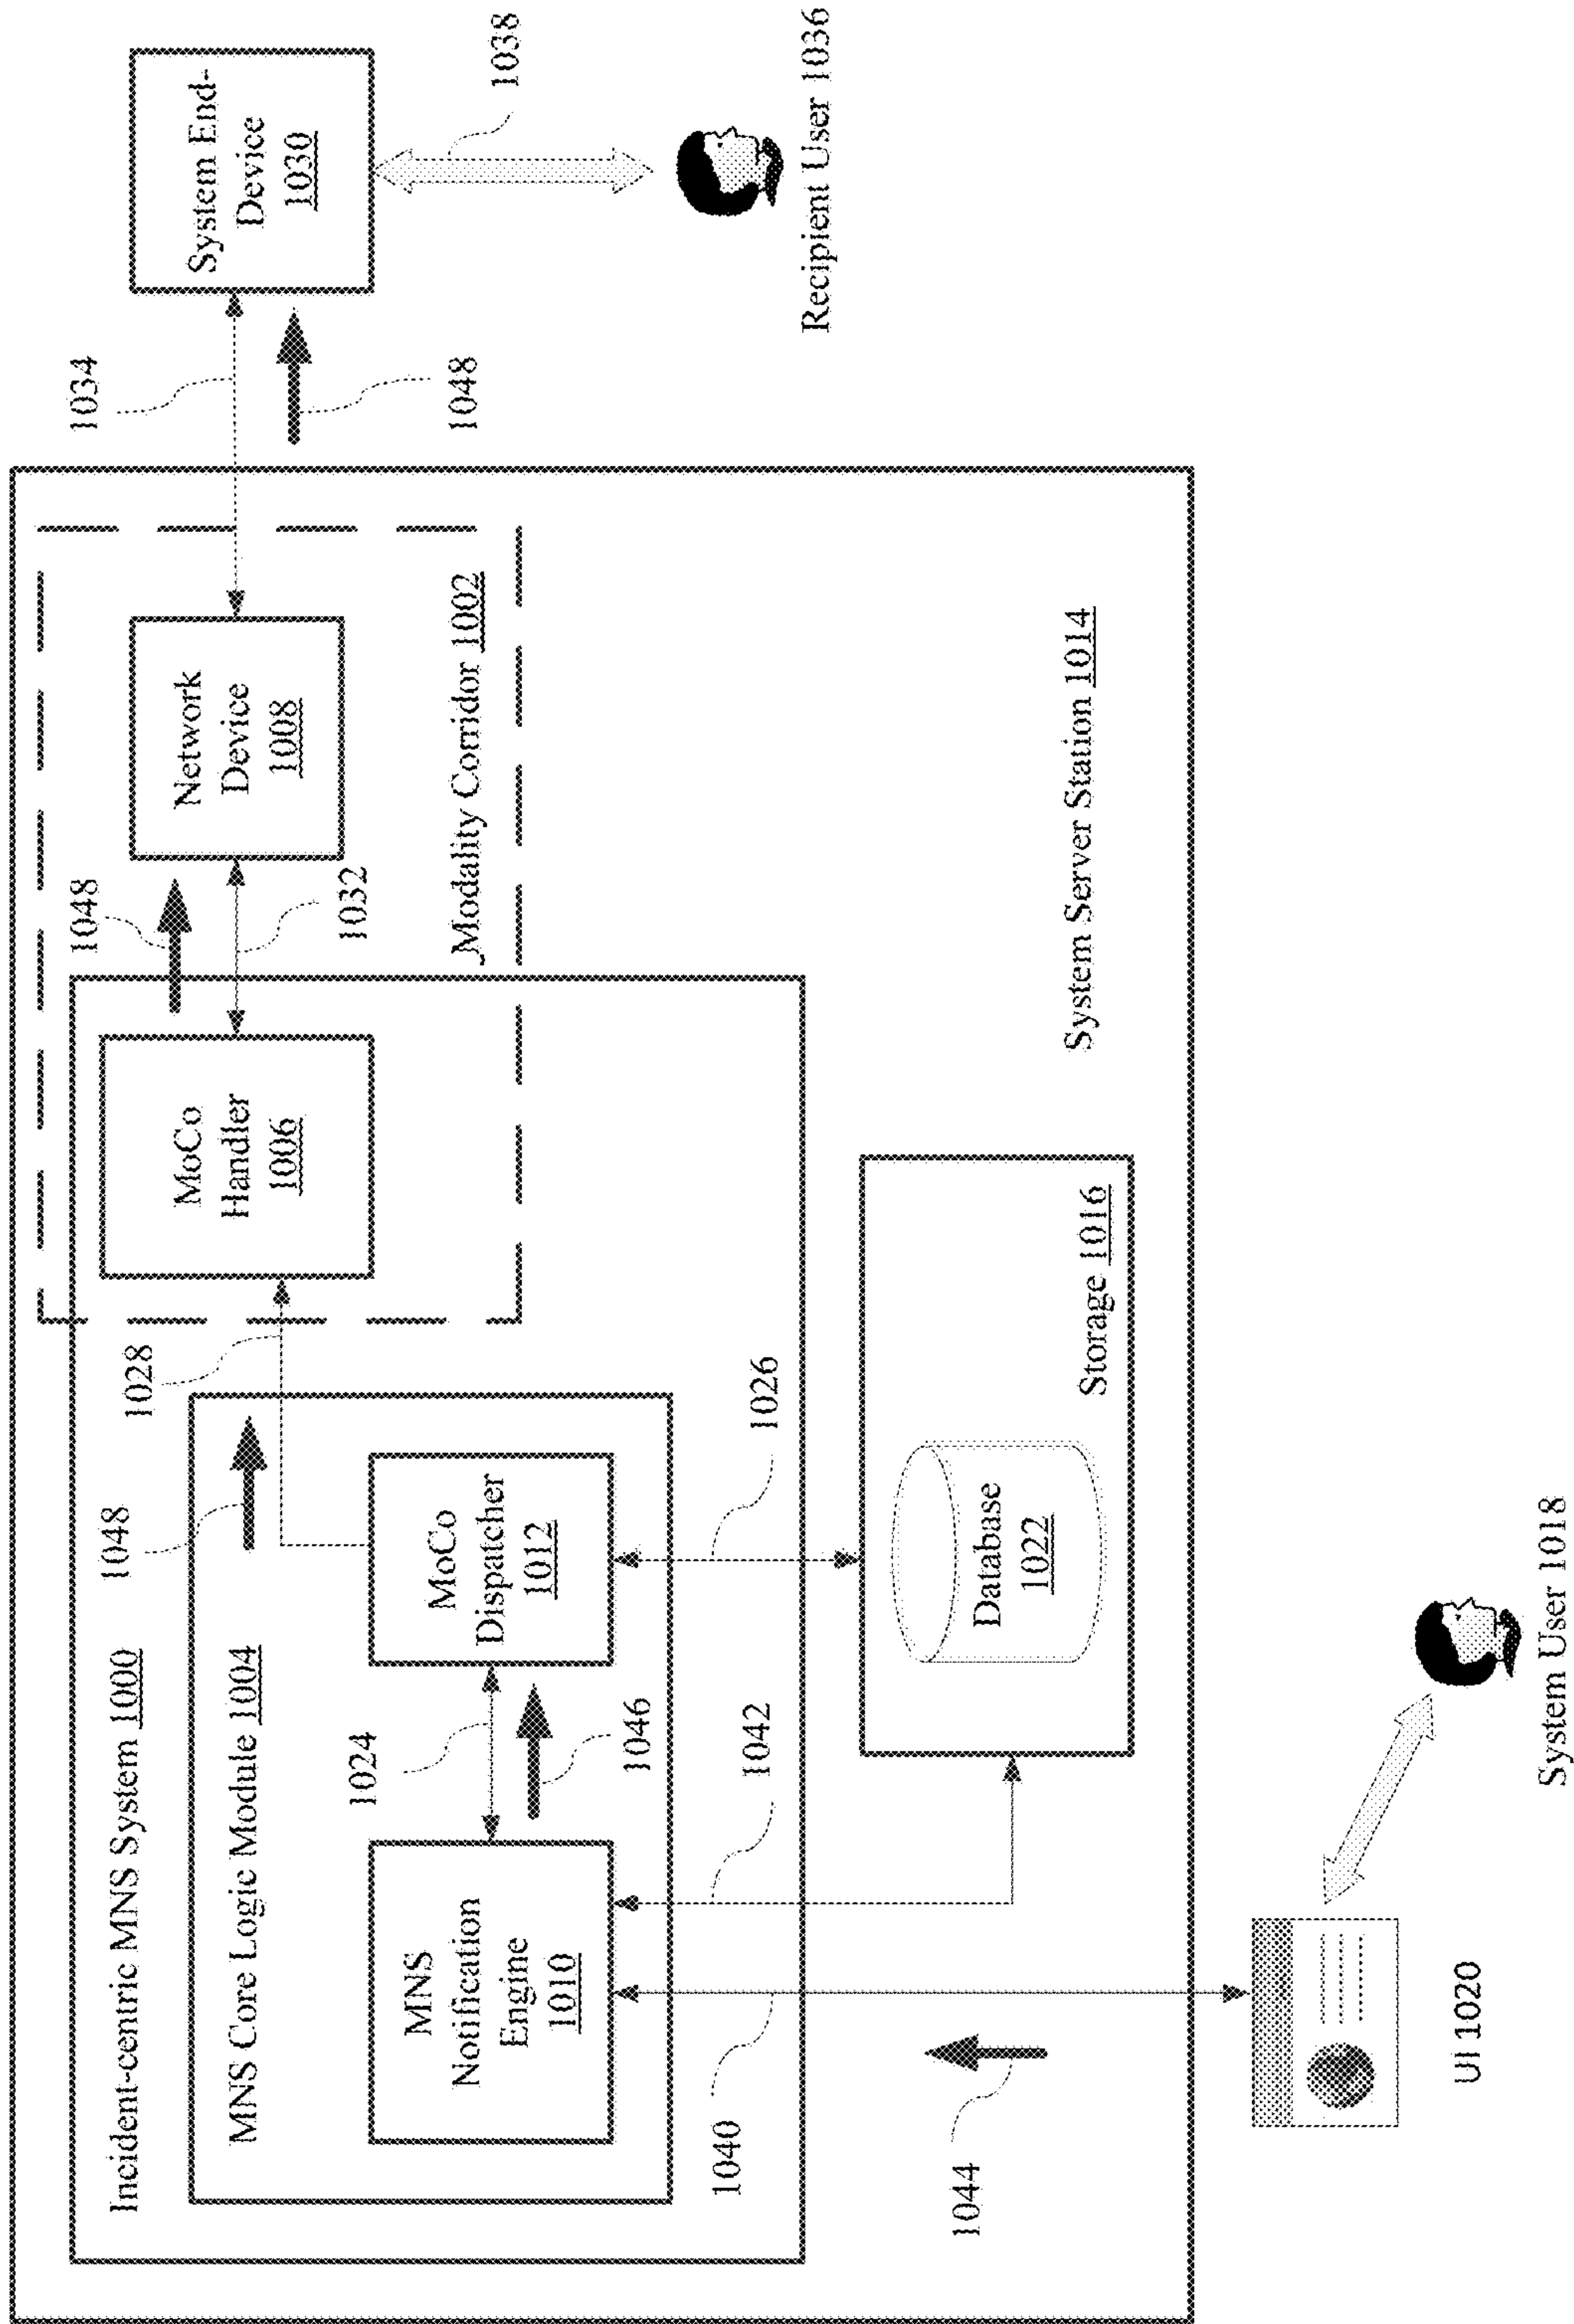 Incident-centric MNS System 1000
MNS Core Logic Module 1004
MNS
Notification
Engine
1010
MoCo
Dispatcher
1012
MoCo
Handler
1006
Network
Device
1008
System End-
Device
1030
Modality Corridor 1002
System Server Station 1014
Storage 1016
Database
1022
Recipient User 1036
System User 1018
UI 1020
1048
1028
1048
1032
1034
1048
1038
1024
1046
1042
1026
1040
1044